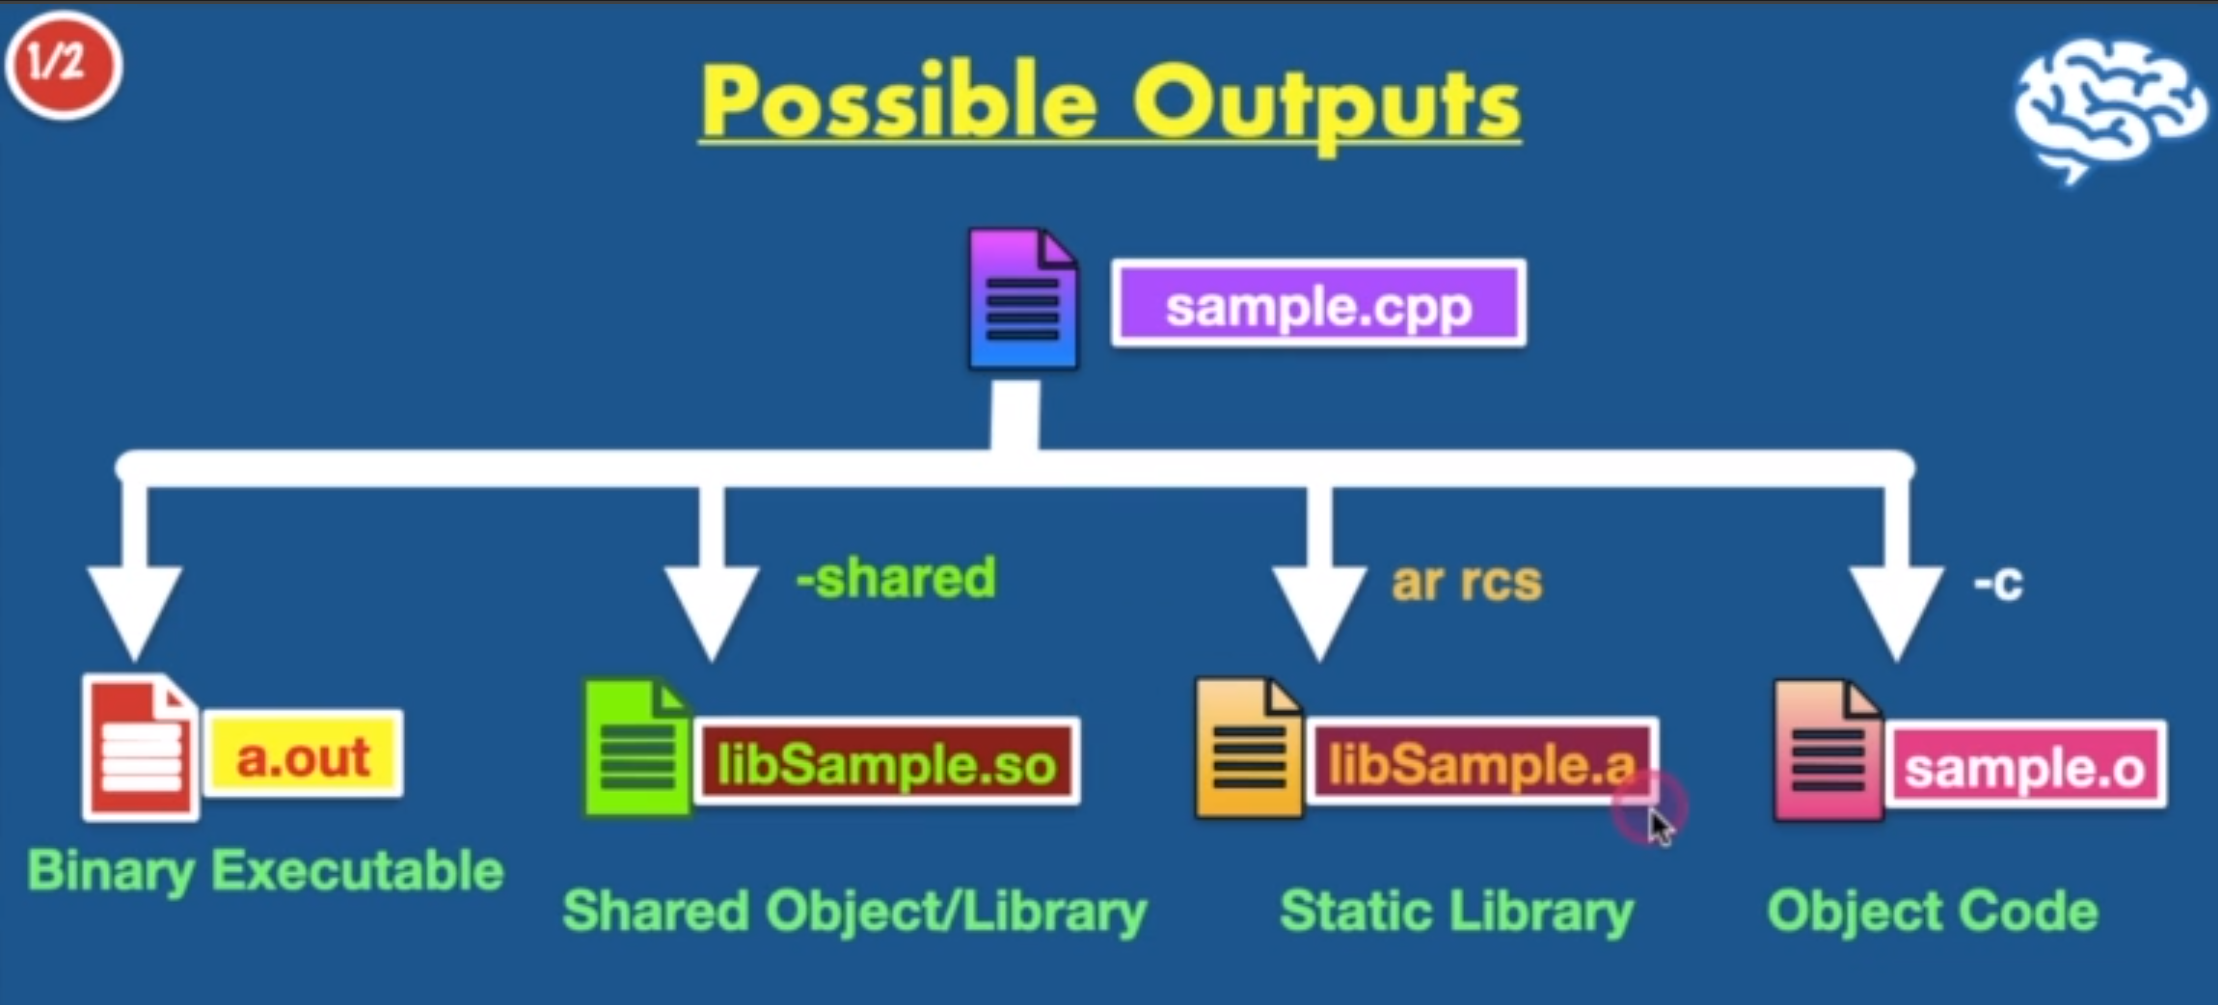 1/2
Possible Outputs
sample.cpp
-shared
ar rcs
-c
a.out
libSample.so
libSample.a
sample.o
Binary Executable
Shared Object/Library
Static Library
Object Code